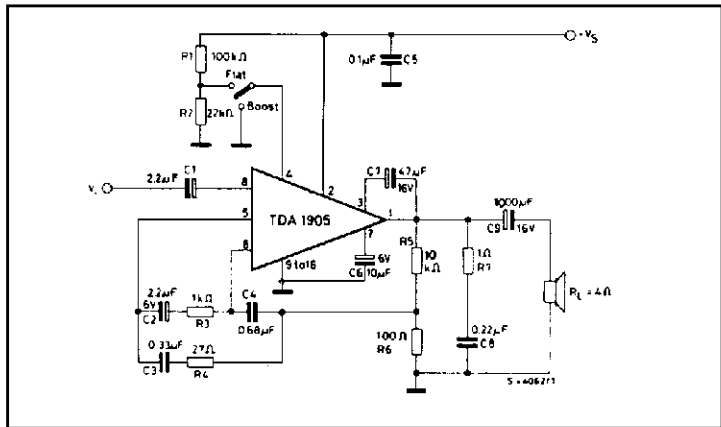 +VS
R1
100kΩ
0.1µF
C5
Flat
R2
22kΩ
Boost
C1
2.2µF
4
C7
47µF
16V
Vi
8
3
2
1000µF
C9
16V
TDA 1905
1
5
7
R5
10
kΩ
1Ω
R7
6
6V
C6
10µF
9 to 16
RL = 4Ω
2.2µF
6V
C2
1kΩ
R3
C4
0.68µF
100Ω
R6
0.22µF
C8
0.33µF
C3
27Ω
R4
S-4062/1